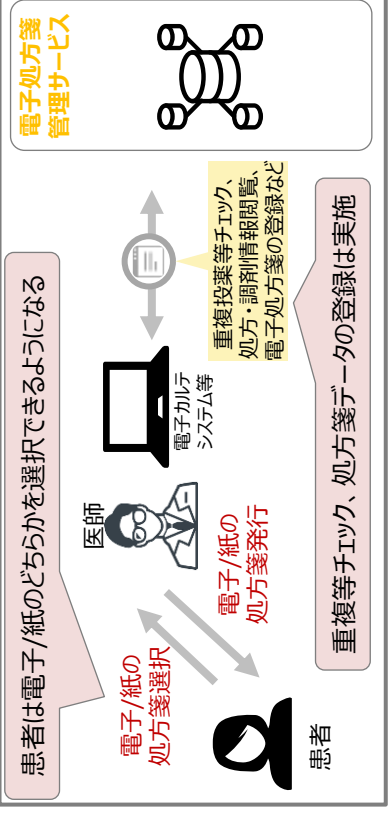 患者は電子/紙のどちらかを選択できるようになる
電子処方箋
管理サービス
医師
電子カルテ
システム等
電子/紙の
処方箋選択
電子/紙の
処方箋発行
重複投薬等チェック、
処方・調剤情報閲覧、
電子処方箋の登録など
患者
重複等チェック、処方箋データの登録は実施